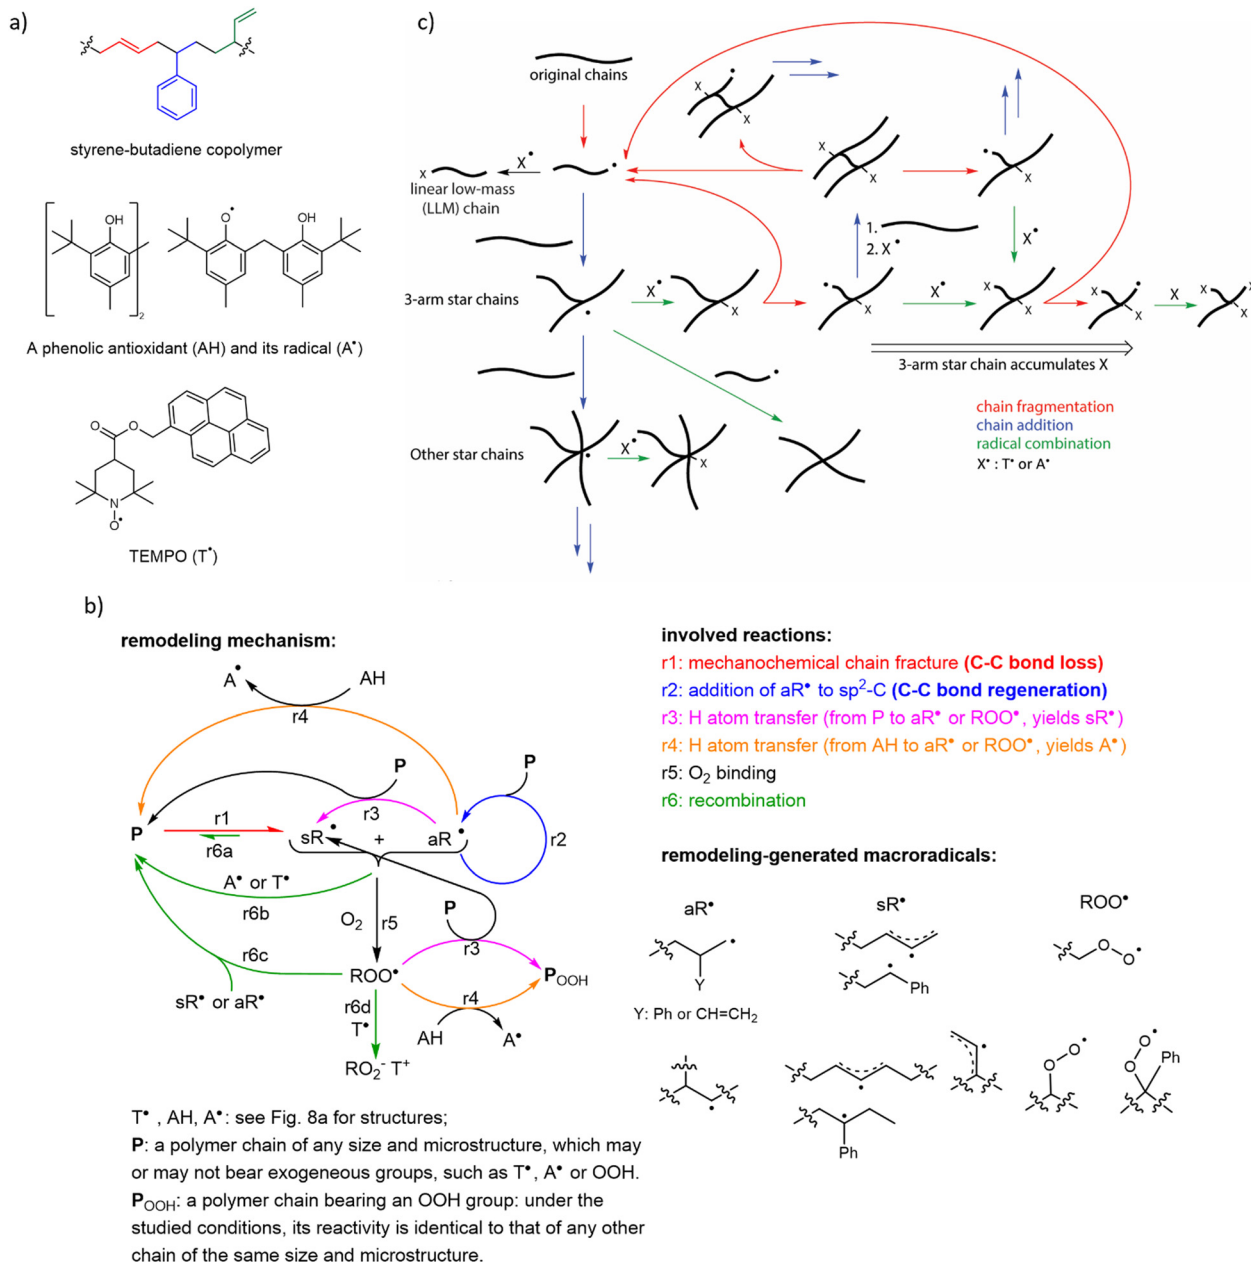 a)
styrene-butadiene copolymer
OH
2
O•
OH
A phenolic antioxidant (AH) and its radical (A•)
O
O
N
O•
TEMPO (T•)
c)
original chains
X•
X
linear low-mass
(LLM) chain
3-arm star chains
X•
X
X
X
X
X
1.
2. X•
X
X•
X•
X
X
X
X
X
X
X
X
3-arm star chain accumulates X
Other star chains
X•
X
chain fragmentation
chain addition
radical combination
X• : T• or A•
b)
remodeling mechanism:
A•
AH
r4
P
P
r3
P
r1
r6a
sR•
+
aR•
r2
A• or T•
r6b
O2
r5
P
r3
r6c
ROO•
POOH
sR• or aR•
r6d
T•
r4
AH
A•
RO2- T+
T• , AH, A•: see Fig. 8a for structures;
P: a polymer chain of any size and microstructure, which may
or may not bear exogeneous groups, such as T•, A• or OOH.
POOH: a polymer chain bearing an OOH group: under the
studied conditions, its reactivity is identical to that of any other
chain of the same size and microstructure.
involved reactions:
r1: mechanochemical chain fracture (C-C bond loss)
r2: addition of aR• to sp2-C (C-C bond regeneration)
r3: H atom transfer (from P to aR• or ROO•, yields sR•)
r4: H atom transfer (from AH to aR• or ROO•, yields A•)
r5: O2 binding
r6: recombination
remodeling-generated macroradicals:
aR•
sR•
ROO•
Y
Ph
O
O•
Y: Ph or CH=CH2
Ph
O
O•
O
O•
Ph